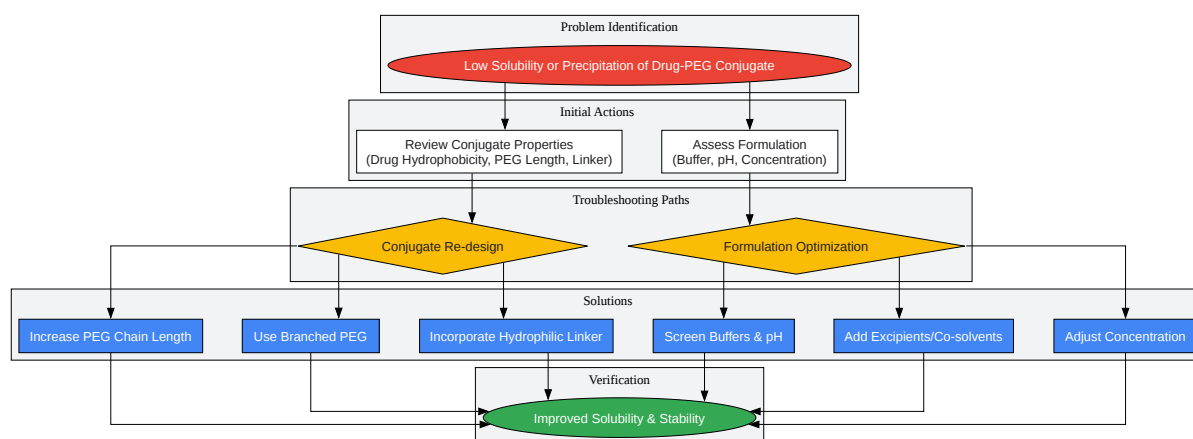 Problem Identification
Low Solubility or Precipitation of Drug-PEG Conjugate
Initial Actions
Review Conjugate Properties
(Drug Hydrophobicity, PEG Length, Linker)
Assess Formulation
(Buffer, pH, Concentration)
Troubleshooting Paths
Conjugate Re-design
Formulation Optimization
Solutions
Increase PEG Chain Length
Use Branched PEG
Incorporate Hydrophilic Linker
Screen Buffers & pH
Add Excipients/Co-solvents
Adjust Concentration
Verification
Improved Solubility & Stability